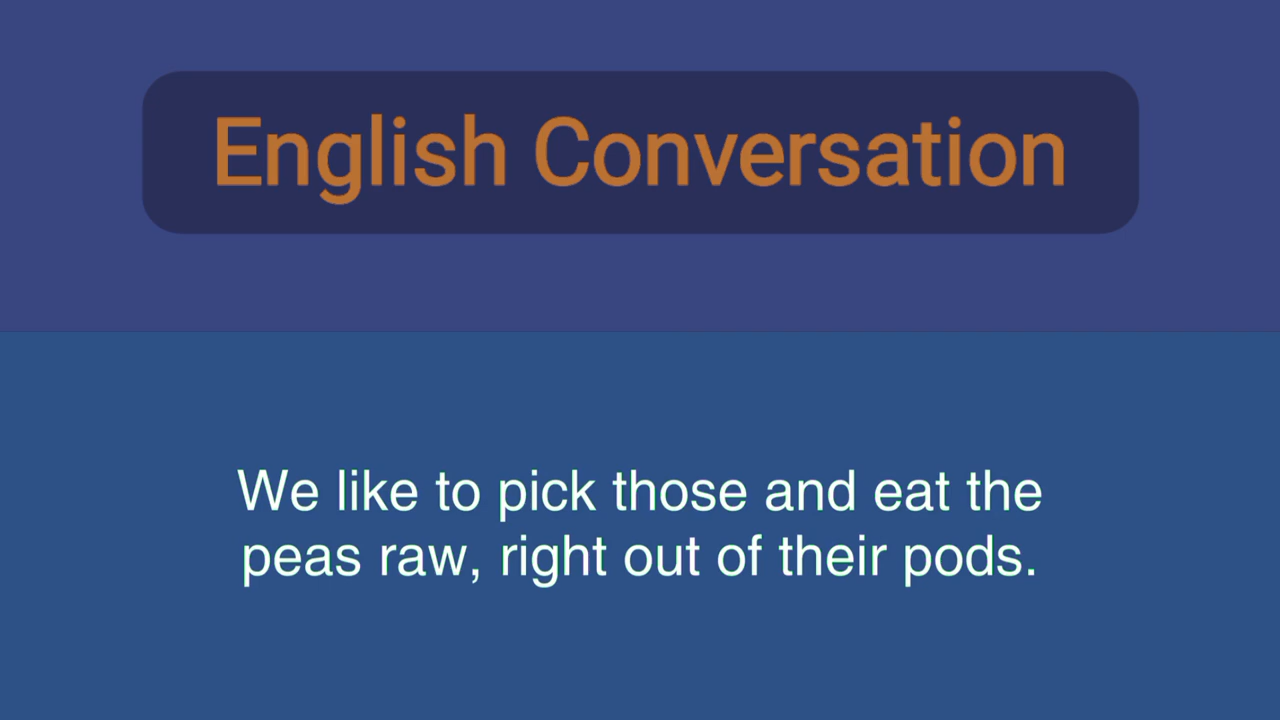 English Conversation
We like to pick those and eat the
peas raw, right out of their pods.